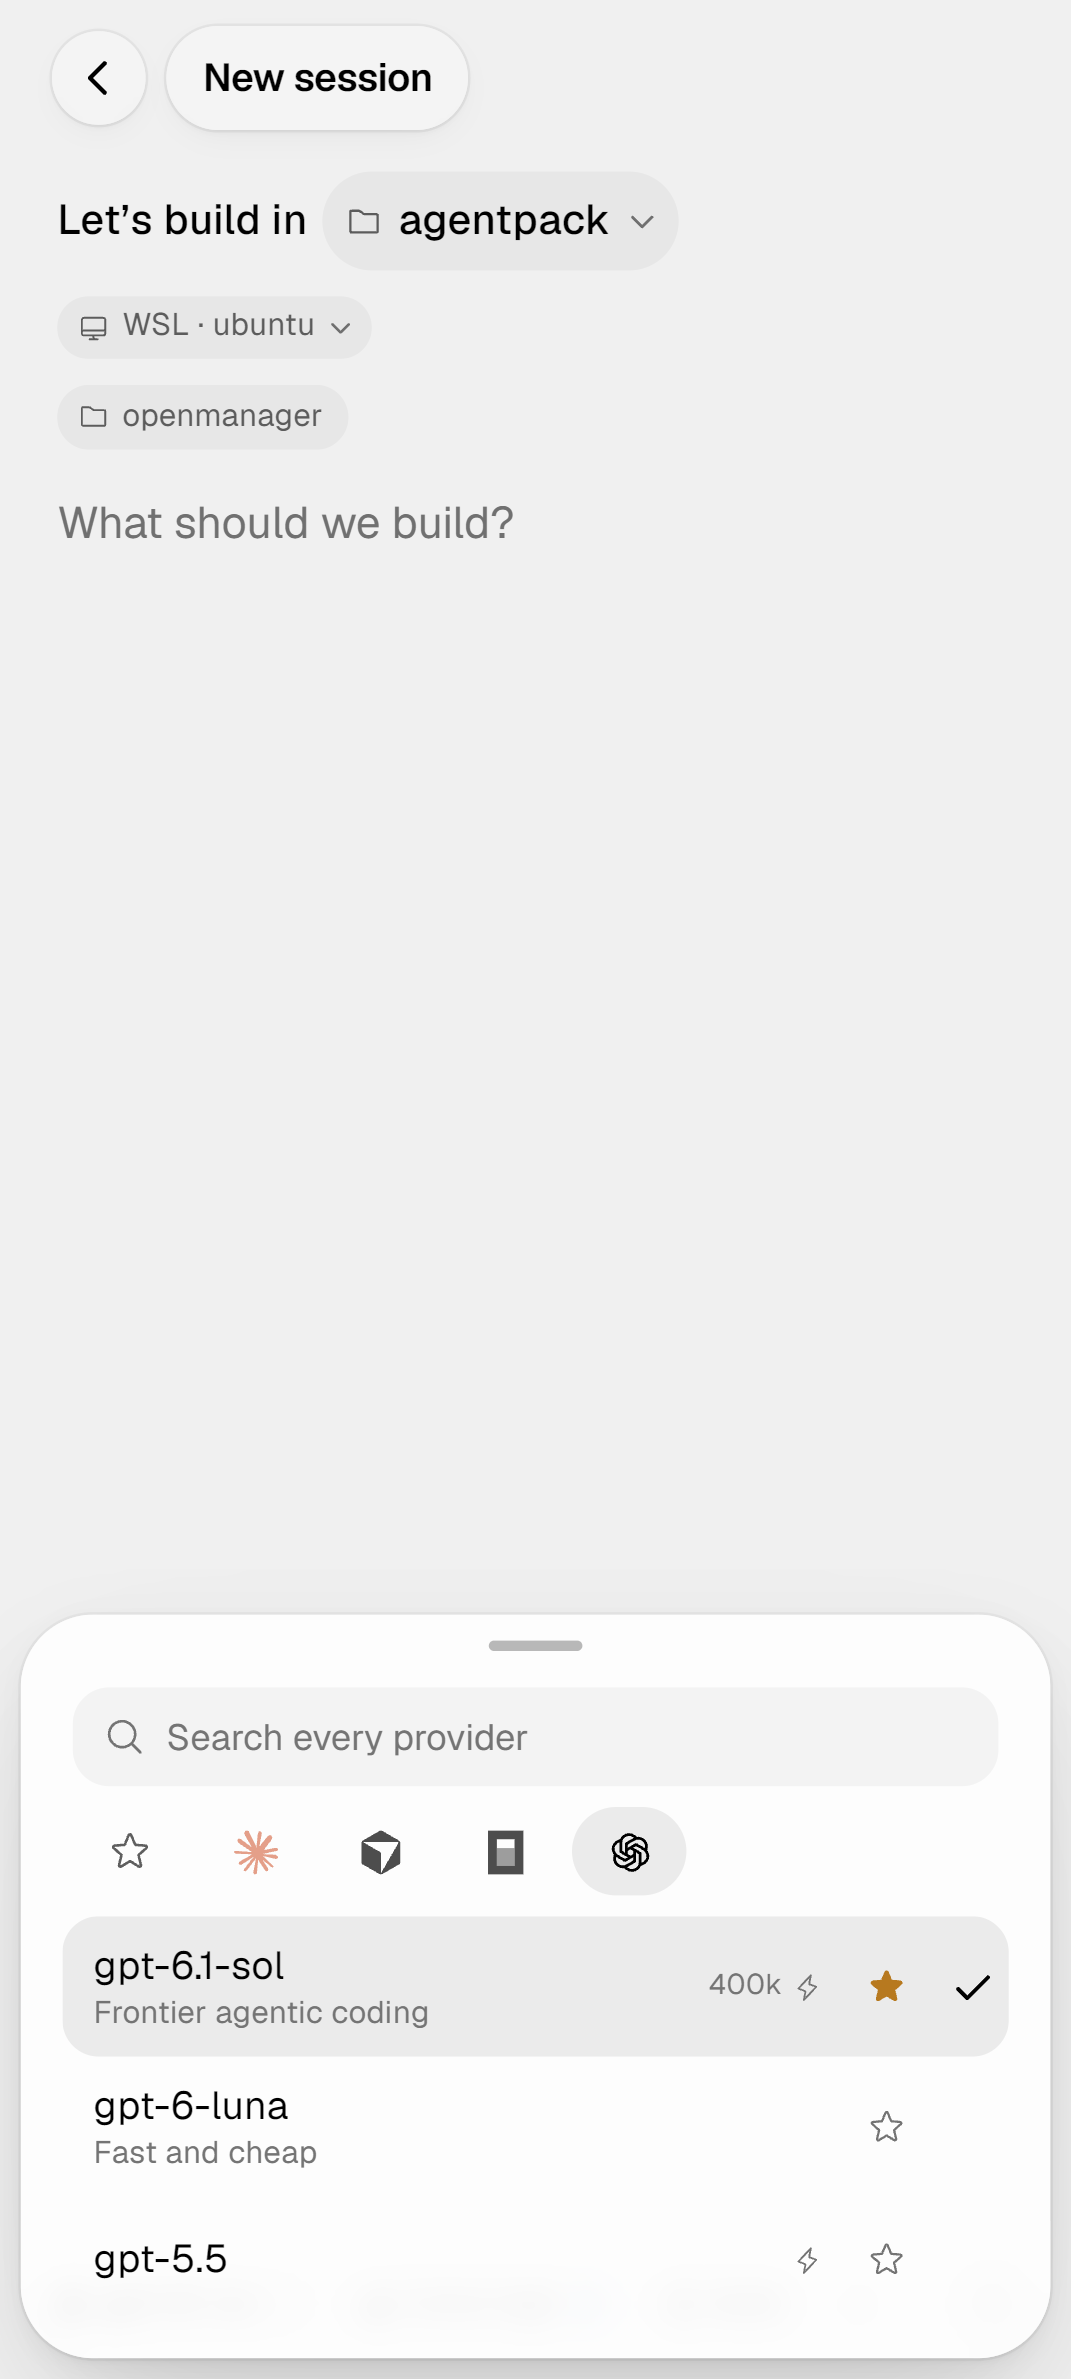 New session
Let’s build in agentpack
WSL · ubuntu
openmanager
What should we build?
Search every provider
gpt-6.1-sol
Frontier agentic coding
400k
gpt-6-luna
Fast and cheap
gpt-5.5